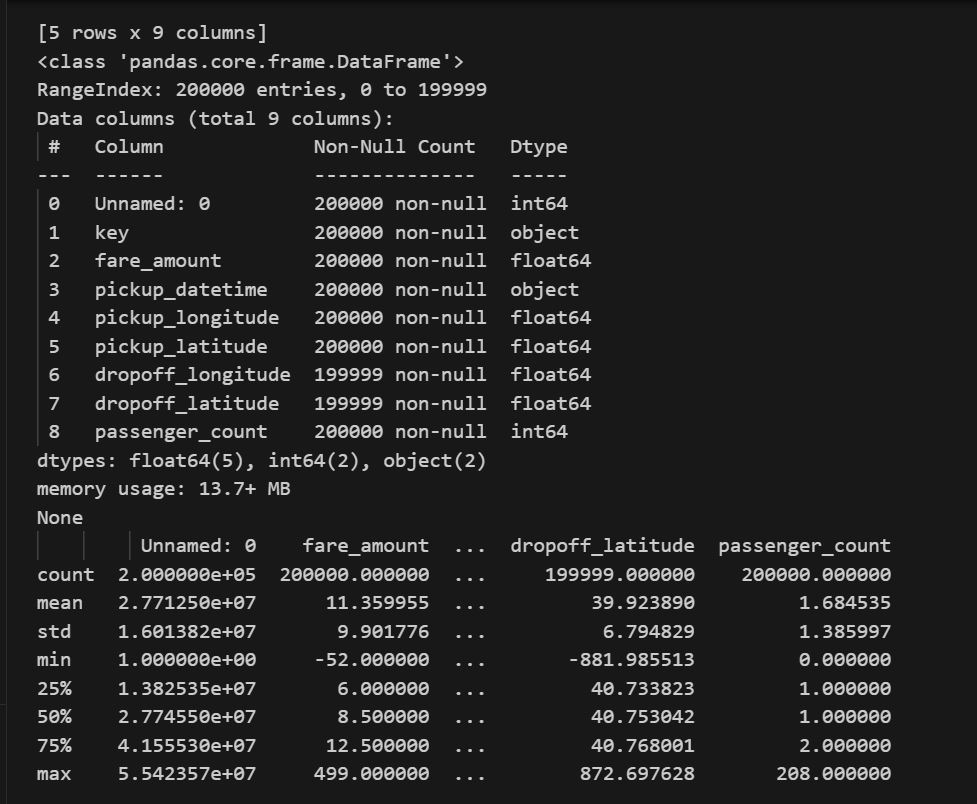 [5 rows x 9 columns]
<class 'pandas.core.frame.DataFrame'>
RangeIndex: 200000 entries, 0 to 199999
Data columns (total 9 columns):
 #   Column             Non-Null Count   Dtype
---  ------             --------------   -----
 0   Unnamed: 0         200000 non-null  int64
 1   key                200000 non-null  object
 2   fare_amount        200000 non-null  float64
 3   pickup_datetime    200000 non-null  object
 4   pickup_longitude   200000 non-null  float64
 5   pickup_latitude    200000 non-null  float64
 6   dropoff_longitude  199999 non-null  float64
 7   dropoff_latitude   199999 non-null  float64
 8   passenger_count    200000 non-null  int64
dtypes: float64(5), int64(2), object(2)
memory usage: 13.7+ MB
None
         Unnamed: 0    fare_amount  ...  dropoff_latitude  passenger_count
count  2.000000e+05  200000.000000  ...     199999.000000    200000.000000
mean   2.771250e+07      11.359955  ...         39.923890         1.684535
std    1.601382e+07       9.901776  ...          6.794829         1.385997
min    1.000000e+00     -52.000000  ...       -881.985513         0.000000
25%    1.382535e+07       6.000000  ...         40.733823         1.000000
50%    2.774550e+07       8.500000  ...         40.753042         1.000000
75%    4.155530e+07      12.500000  ...         40.768001         2.000000
max    5.542357e+07     499.000000  ...        872.697628       208.000000